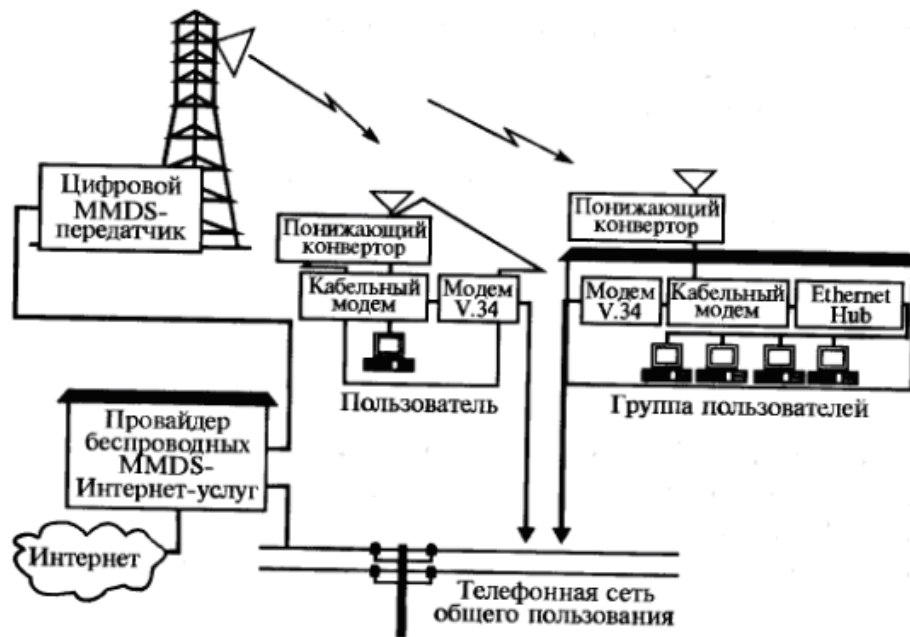 Цифровой
MMDS-
передатчик
Понижающий
конвертор
Кабельный
модем
Модем
V.34
Пользователь
Понижающий
конвертор
Модем
V.34
Кабельный
модем
Ethernet
Hub
Группа пользователей
Провайдер
беспроводных
MMDS-
Интернет-услуг
Интернет
Телефонная сеть
общего пользования